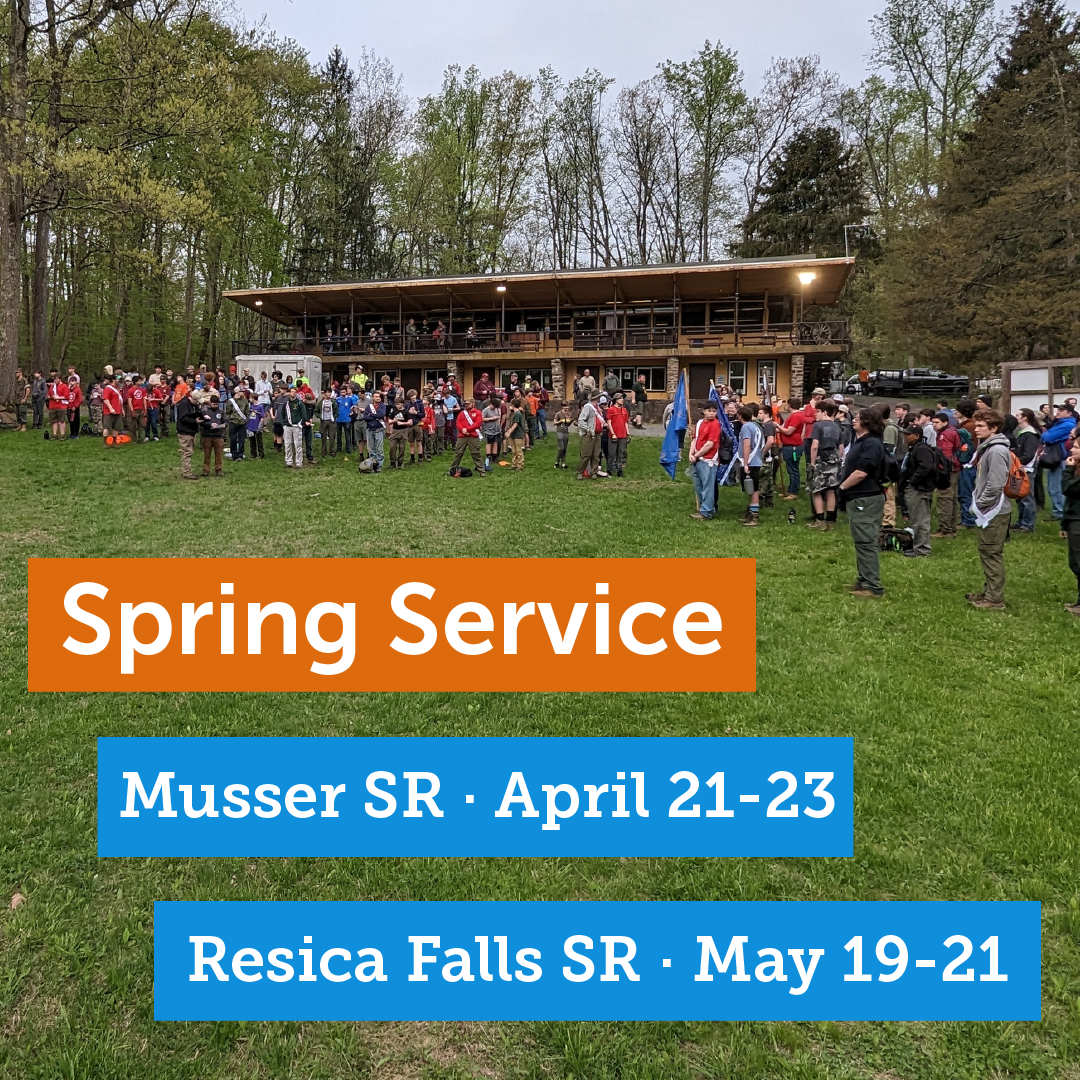 Spring Service
Musser SR · April 21-23
Resica Falls SR · May 19-21